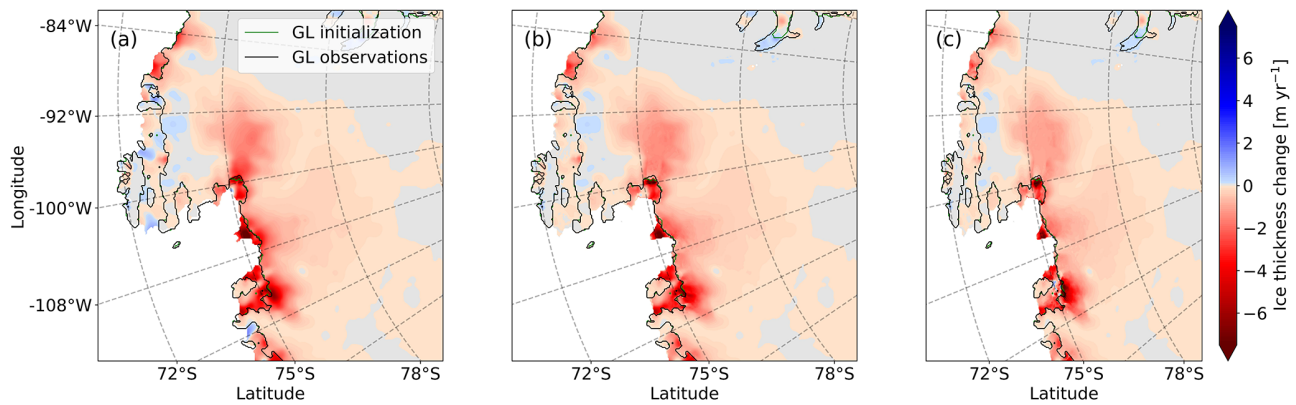 (a)
GL initialization
GL observations
(b)
(c)
-84°W
-92°W
-100°W
-108°W
Longitude
72°S
75°S
78°S
Latitude
72°S
75°S
78°S
Latitude
72°S
75°S
78°S
Latitude
6
4
2
0
−2
−4
−6
Ice thickness change [m yr⁻¹]